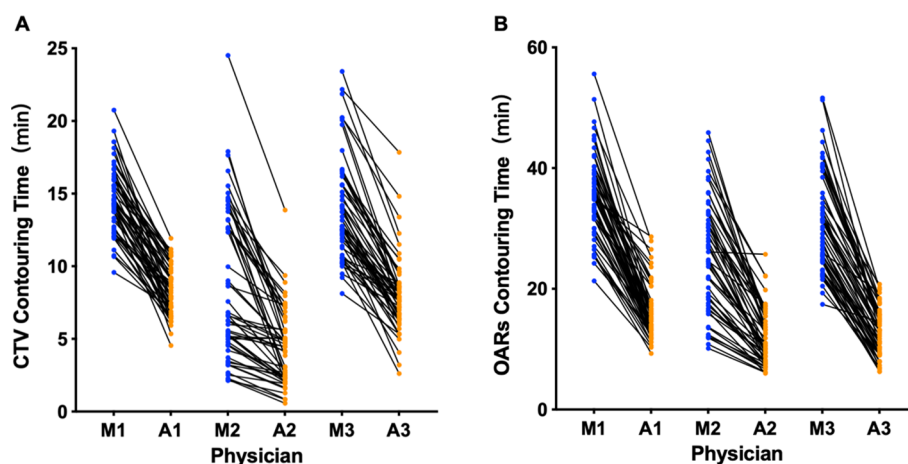 A
CTV Contouring Time (min)
25
20
15
10
5
0
M1 A1 M2 A2 M3 A3
Physician
B
OARs Contouring Time (min)
60
40
20
0
M1 A1 M2 A2 M3 A3
Physician